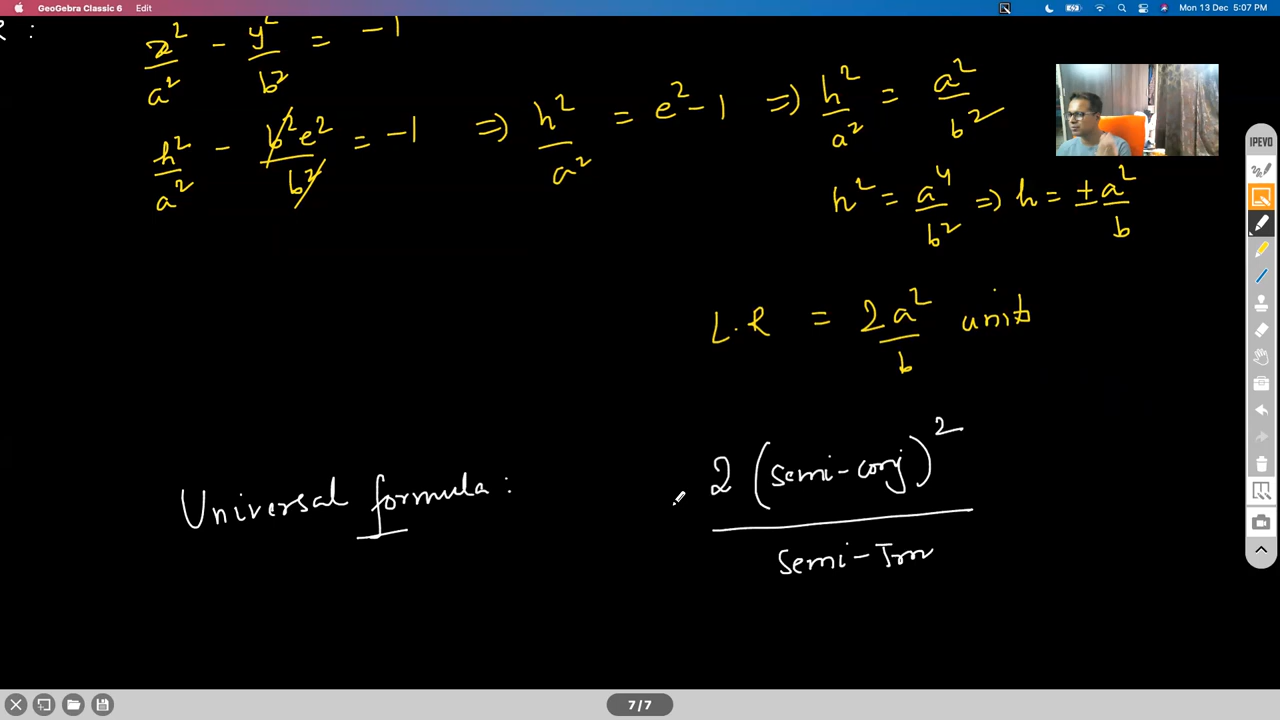 GeoGebra Classic 6 Edit Mon 13 Dec 5:07 PM
x²/a² - y²/b² = -1
h²/a² - b²e²/b² = -1 ⇒ h²/a² = e² - 1 ⇒ h²/a² = a²/b²
h² = a⁴/b² ⇒ h = ± a²/b
L.R = 2a²/b units
Universal formula: 2 (semi-conj)²
semi-Trn
IPEVO
7/7